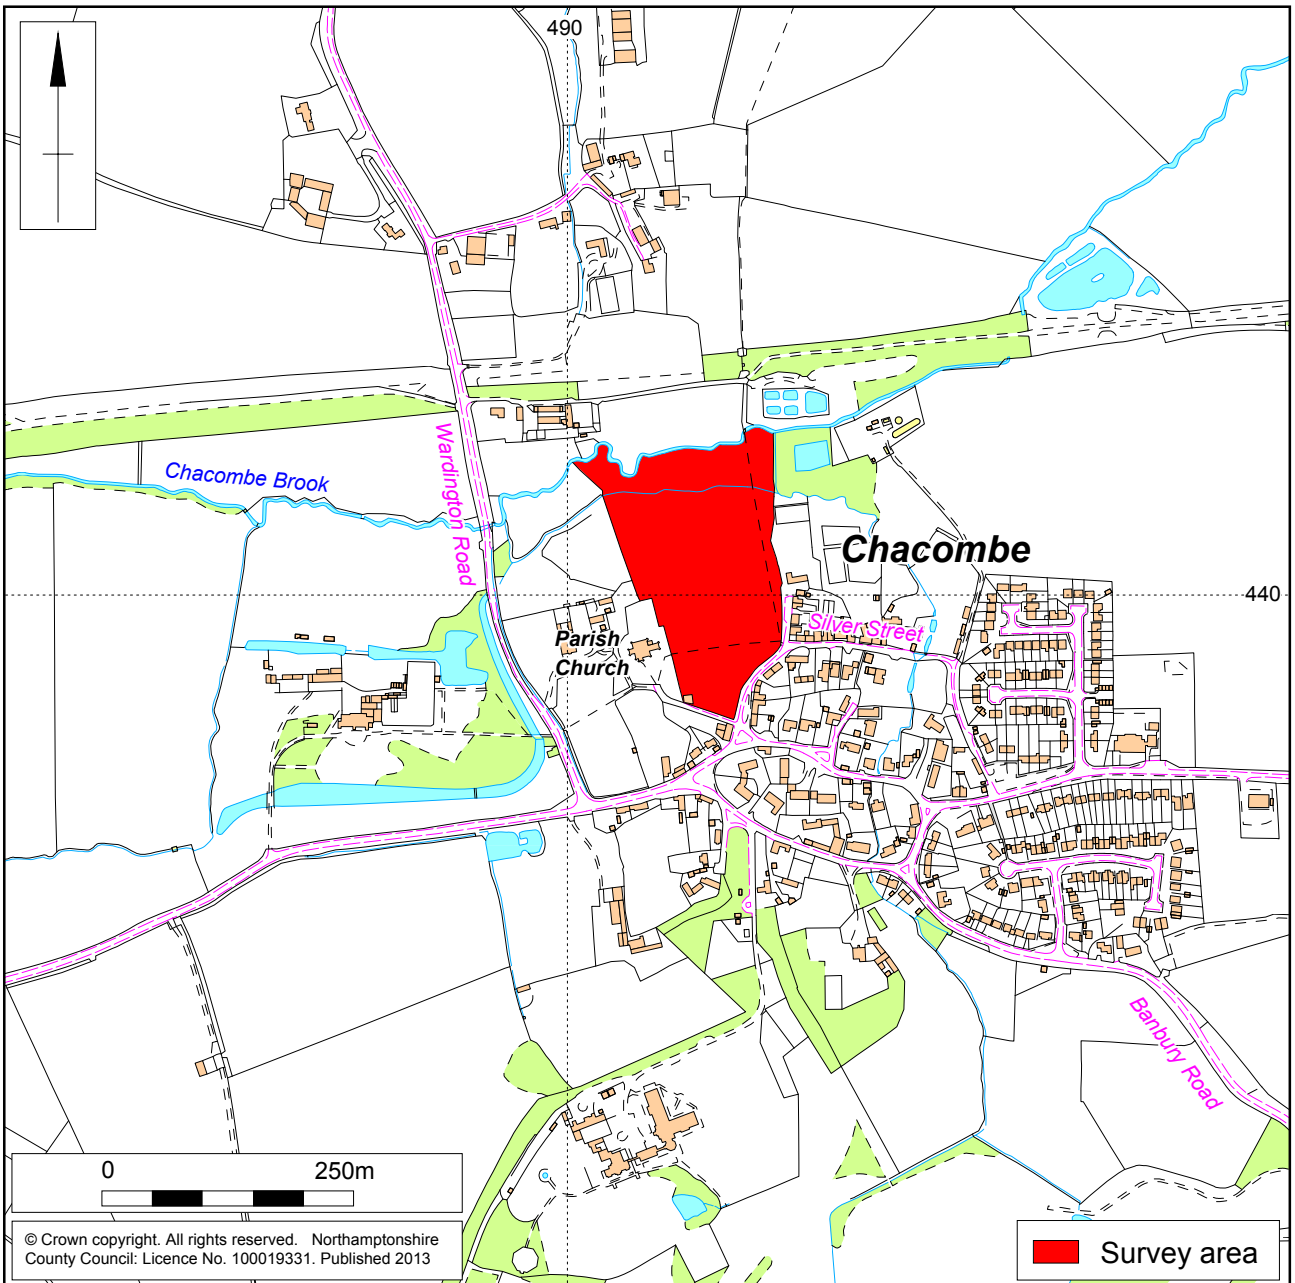 490
Wardington Road
Chacombe Brook
Chacombe
440
Silver Street
Parish
Church
Banbury Road
0 250m
© Crown copyright. All rights reserved. Northamptonshire
County Council: Licence No. 100019331. Published 2013
Survey area